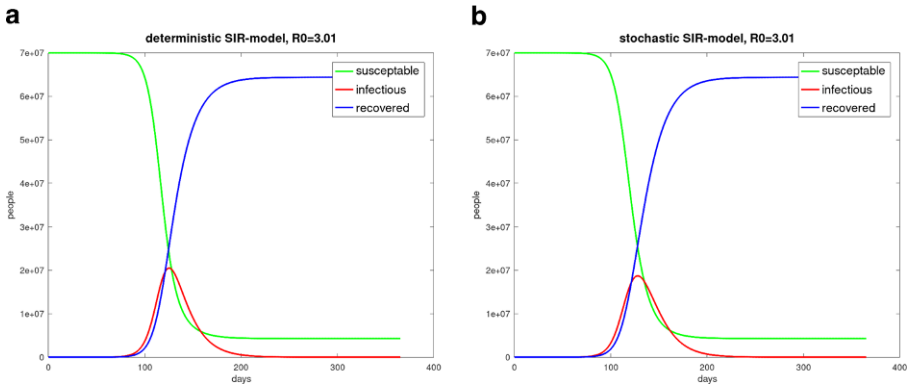 a
deterministic SIR-model, R0=3.01
7e+07
6e+07
5e+07
4e+07
3e+07
2e+07
1e+07
0
people
0
100
200
300
400
days
susceptable
infectious
recovered
b
stochastic SIR-model, R0=3.01
7e+07
6e+07
5e+07
4e+07
3e+07
2e+07
1e+07
0
people
0
100
200
300
400
days
susceptable
infectious
recovered